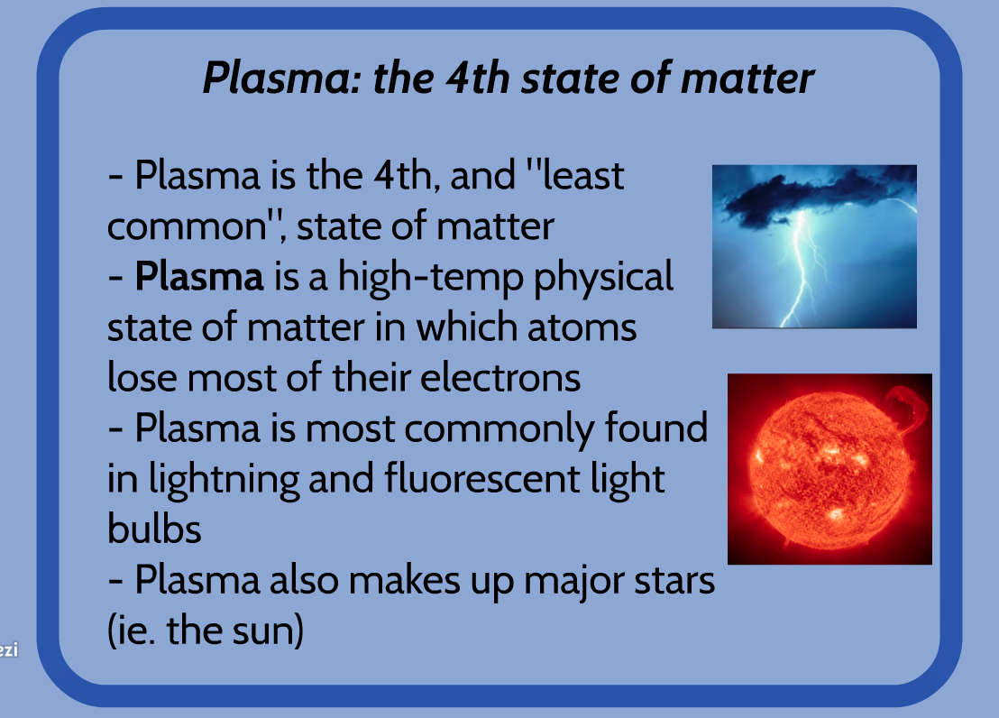 Plasma: the 4th state of matter
- Plasma is the 4th, and "least
common", state of matter
- Plasma is a high-temp physical
state of matter in which atoms
lose most of their electrons
- Plasma is most commonly found
in lightning and fluorescent light
bulbs
- Plasma also makes up major stars
(ie. the sun)
ezi